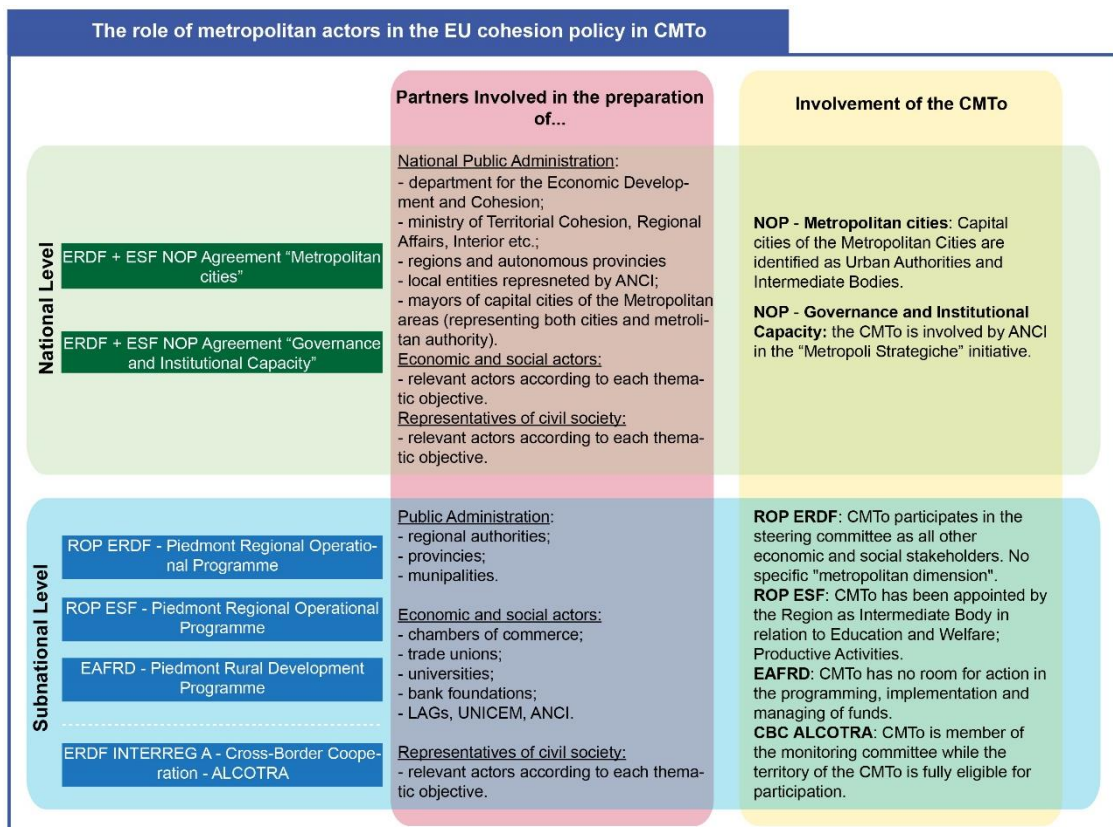 The role of metropolitan actors in the EU cohesion policy in CMTo
Partners Involved in the preparation
of...
Involvement of the CMTo
National Level
ERDF + ESF NOP Agreement “Metropolitan
cities”
ERDF + ESF NOP Agreement “Governance
and Institutional Capacity”
National Public Administration:
- department for the Economic Develop-
ment and Cohesion;
- ministry of Territorial Cohesion, Regional
Affairs, Interior etc.;
- regions and autonomous provincies
- local entities represneted by ANCI;
- mayors of capital cities of the Metropolitan
areas (representing both cities and metroli-
tan authority).
Economic and social actors:
- relevant actors according to each thema-
tic objective.
Representatives of civil society:
- relevant actors according to each thema-
tic objective.
NOP - Metropolitan cities: Capital
cities of the Metropolitan Cities are
identified as Urban Authorities and
Intermediate Bodies.
NOP - Governance and Institutional
Capacity: the CMTo is involved by ANCI
in the “Metropoli Strategiche” initiative.
Subnational Level
ROP ERDF - Piedmont Regional Operatio-
nal Programme
ROP ESF - Piedmont Regional Operational
Programme
EAFRD - Piedmont Rural Development
Programme
ERDF INTERREG A - Cross-Border Coope-
ration - ALCOTRA
Public Administration:
- regional authorities;
- provincies;
- munipalities.
Economic and social actors:
- chambers of commerce;
- trade unions;
- universities;
- bank foundations;
- LAGs, UNICEM, ANCI.
Representatives of civil society:
- relevant actors according to each thema-
tic objective.
ROP ERDF: CMTo participates in the
steering committee as all other
economic and social stakeholders. No
specific "metropolitan dimension".
ROP ESF: CMTo has been appointed by
the Region as Intermediate Body in
relation to Education and Welfare;
Productive Activities.
EAFRD: CMTo has no room for action in
the programming, implementation and
managing of funds.
CBC ALCOTRA: CMTo is member of
the monitoring committee while the
territory of the CMTo is fully eligible for
participation.